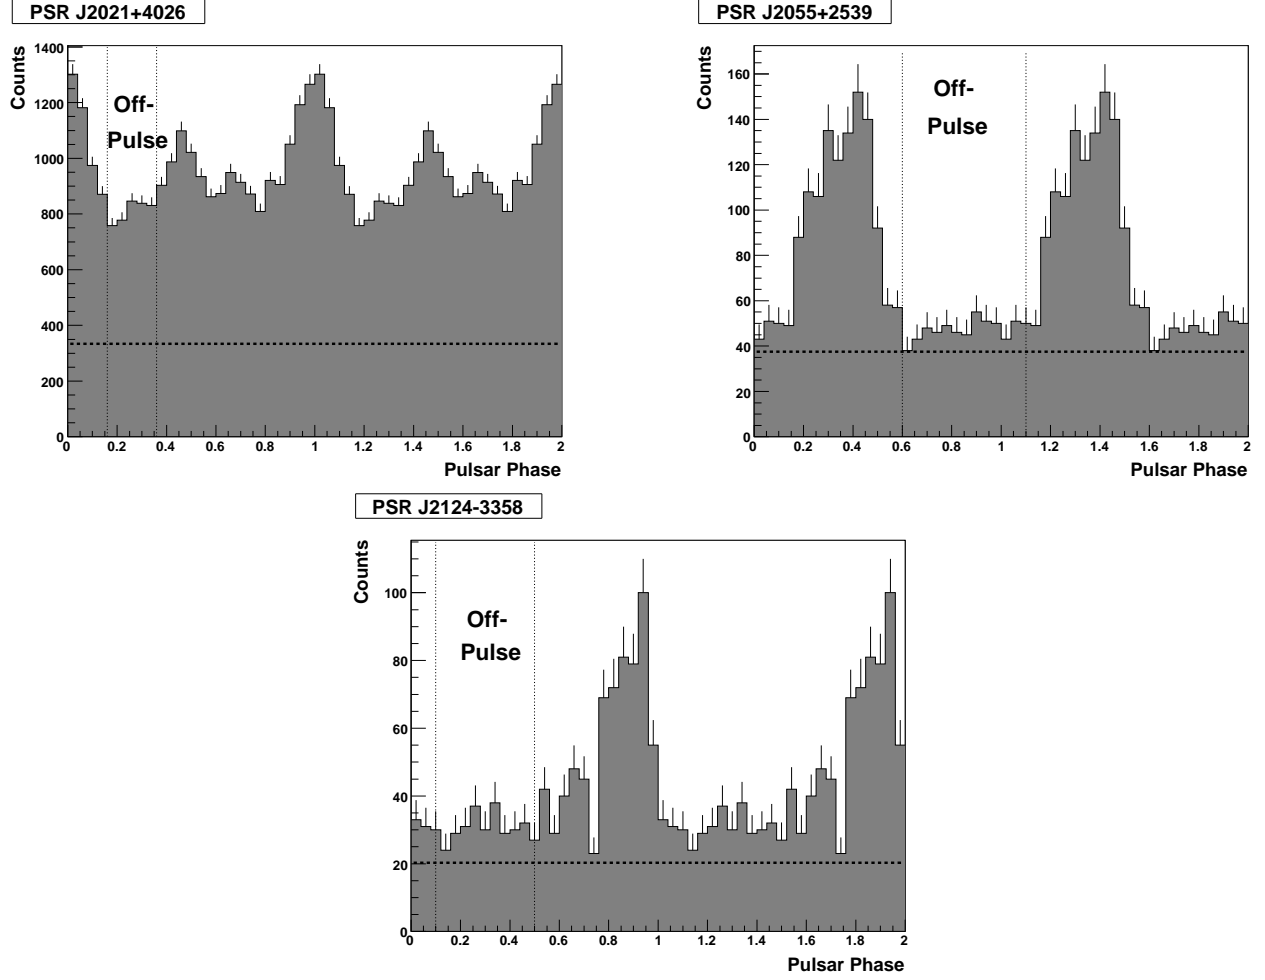 PSR J2021+4026
Counts
1400
1200
1000
800
600
400
200
0
Off-
Pulse
0 0.2 0.4 0.6 0.8 1 1.2 1.4 1.6 1.8 2
Pulsar Phase
PSR J2055+2539
Counts
160
140
120
100
80
60
40
20
0
Off-
Pulse
0 0.2 0.4 0.6 0.8 1 1.2 1.4 1.6 1.8 2
Pulsar Phase
PSR J2124-3358
Counts
100
80
60
40
20
0
Off-
Pulse
0 0.2 0.4 0.6 0.8 1 1.2 1.4 1.6 1.8 2
Pulsar Phase